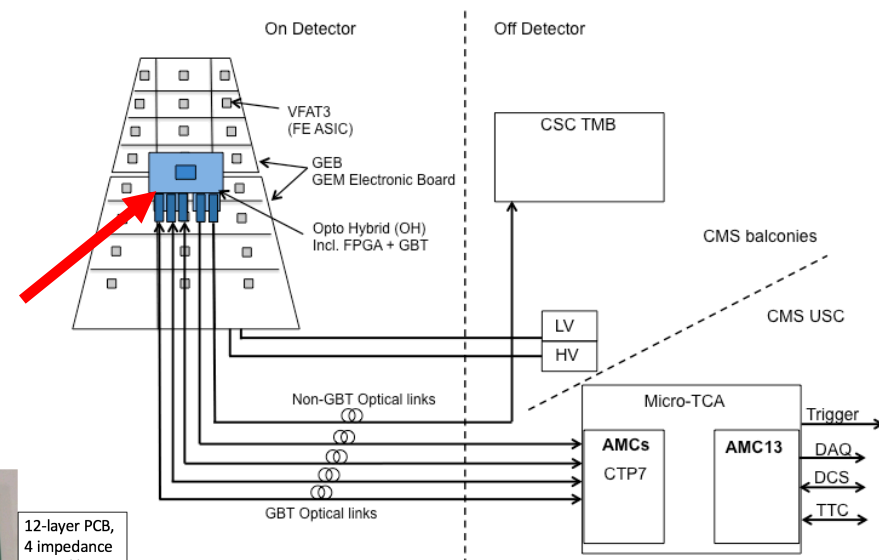 On Detector
Off Detector
VFAT3
(FE ASIC)
GEB
GEM Electronic Board
Opto Hybrid (OH)
Incl. FPGA + GBT
CSC TMB
CMS balconies
CMS USC
LV
HV
Non-GBT Optical links
GBT Optical links
Micro-TCA
AMCs
CTP7
AMC13
Trigger
DAQ
DCS
TTC
12-layer PCB,
4 impedance